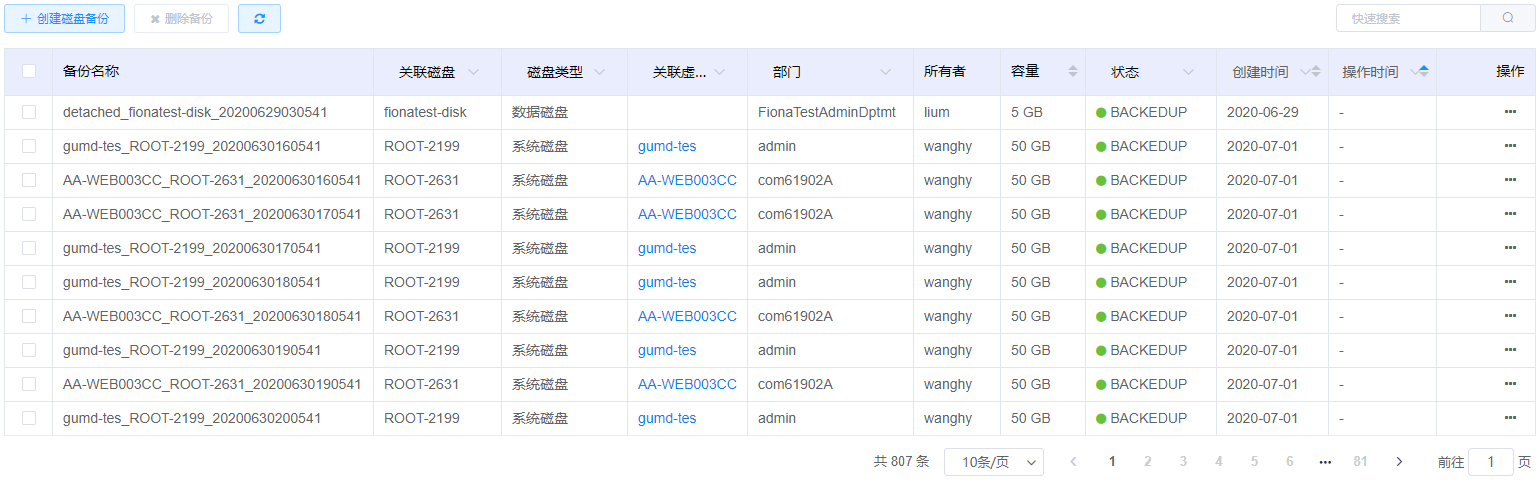 + 创建磁盘备份 ✖ 删除备份 快速搜索
备份名称 关联磁盘 磁盘类型 关联虚... 部门 所有者 容量 状态 创建时间 操作时间 操作
detached_fionatest-disk_20200629030541 fionatest-disk 数据磁盘 FionaTestAdminDptmt lium 5 GB BACKEDUP 2020-06-29 - •••
gumd-tes_ROOT-2199_20200630160541 ROOT-2199 系统磁盘 gumd-tes admin wanghy 50 GB BACKEDUP 2020-07-01 - •••
AA-WEB003CC_ROOT-2631_20200630160541 ROOT-2631 系统磁盘 AA-WEB003CC com61902A wanghy 50 GB BACKEDUP 2020-07-01 - •••
AA-WEB003CC_ROOT-2631_20200630170541 ROOT-2631 系统磁盘 AA-WEB003CC com61902A wanghy 50 GB BACKEDUP 2020-07-01 - •••
gumd-tes_ROOT-2199_20200630170541 ROOT-2199 系统磁盘 gumd-tes admin wanghy 50 GB BACKEDUP 2020-07-01 - •••
gumd-tes_ROOT-2199_20200630180541 ROOT-2199 系统磁盘 gumd-tes admin wanghy 50 GB BACKEDUP 2020-07-01 - •••
AA-WEB003CC_ROOT-2631_20200630180541 ROOT-2631 系统磁盘 AA-WEB003CC com61902A wanghy 50 GB BACKEDUP 2020-07-01 - •••
gumd-tes_ROOT-2199_20200630190541 ROOT-2199 系统磁盘 gumd-tes admin wanghy 50 GB BACKEDUP 2020-07-01 - •••
AA-WEB003CC_ROOT-2631_20200630190541 ROOT-2631 系统磁盘 AA-WEB003CC com61902A wanghy 50 GB BACKEDUP 2020-07-01 - •••
gumd-tes_ROOT-2199_20200630200541 ROOT-2199 系统磁盘 gumd-tes admin wanghy 50 GB BACKEDUP 2020-07-01 - •••
共 807 条 10条/页 < 1 2 3 4 5 6 ••• 81 > 前往 1 页